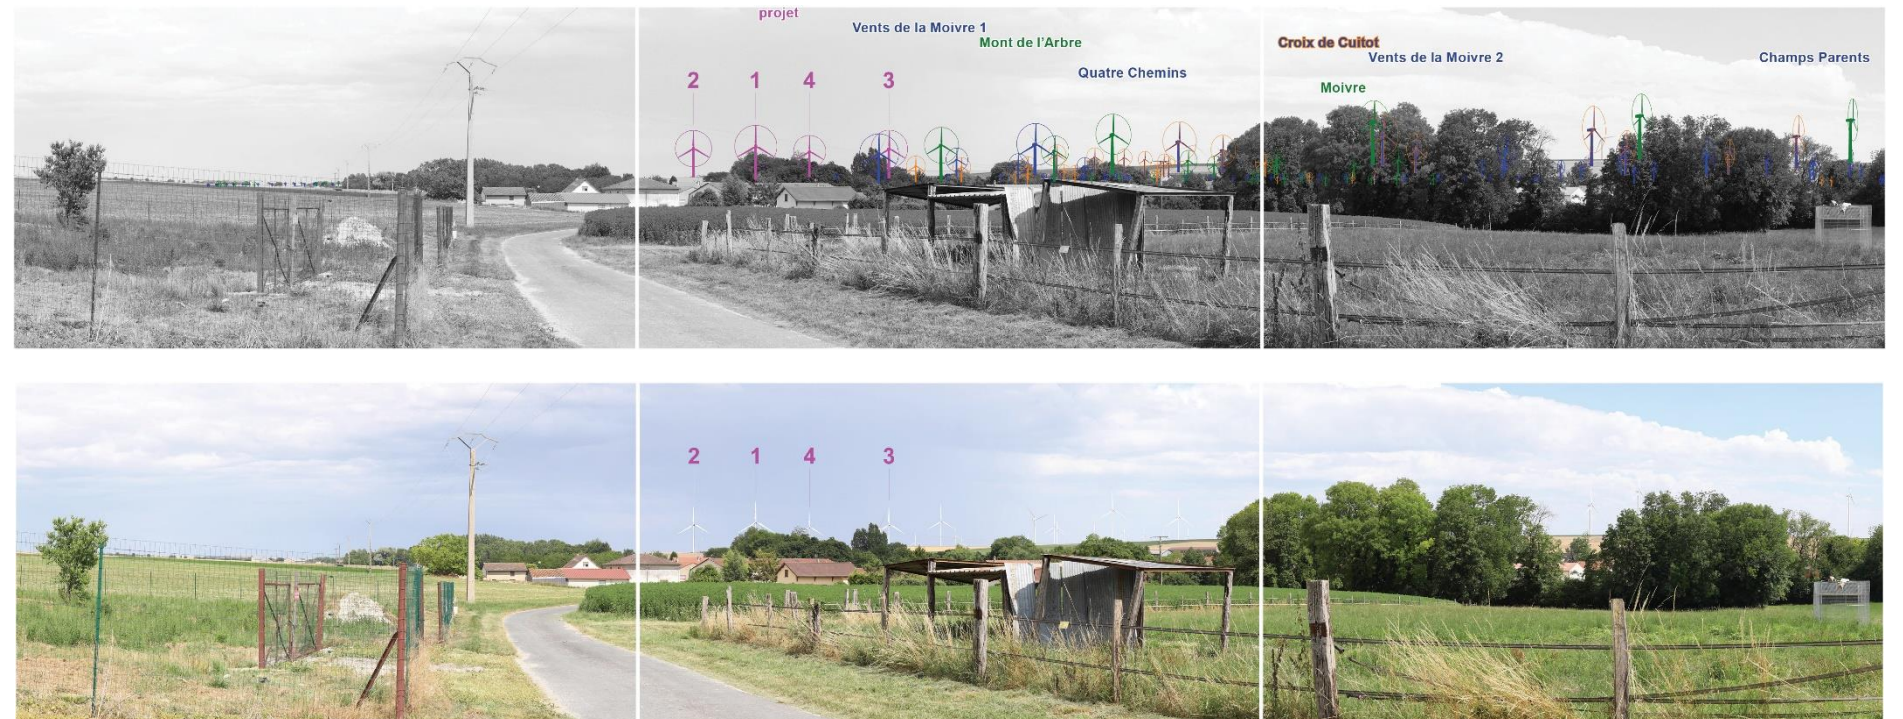 projet
Vents de la Moivre 1
Mont de l'Arbre
Croix de Cuitot
Vents de la Moivre 2
Champs Parents
Quatre Chemins
Moivre
2 1 4 3
2 1 4 3